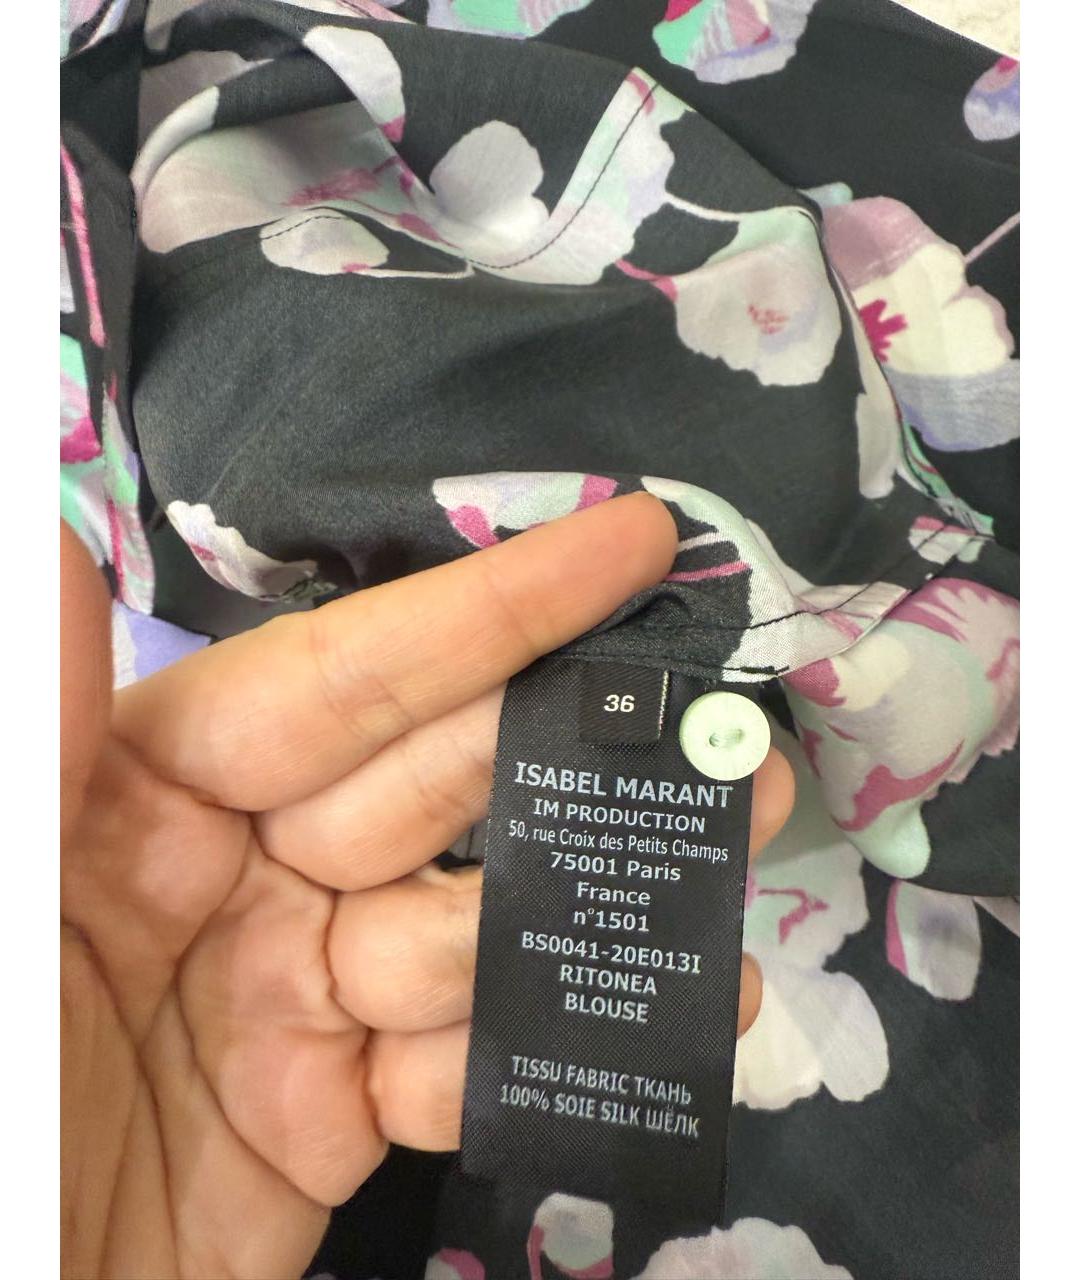 36
ISABEL MARANT
IM PRODUCTION
50, rue Croix des Petits Champs
75001 Paris
France
n°1501
BS0041-20E013I
RITONEA
BLOUSE
TISSU FABRIC ТКАНЬ
100% SOIE SILK ШЁЛК